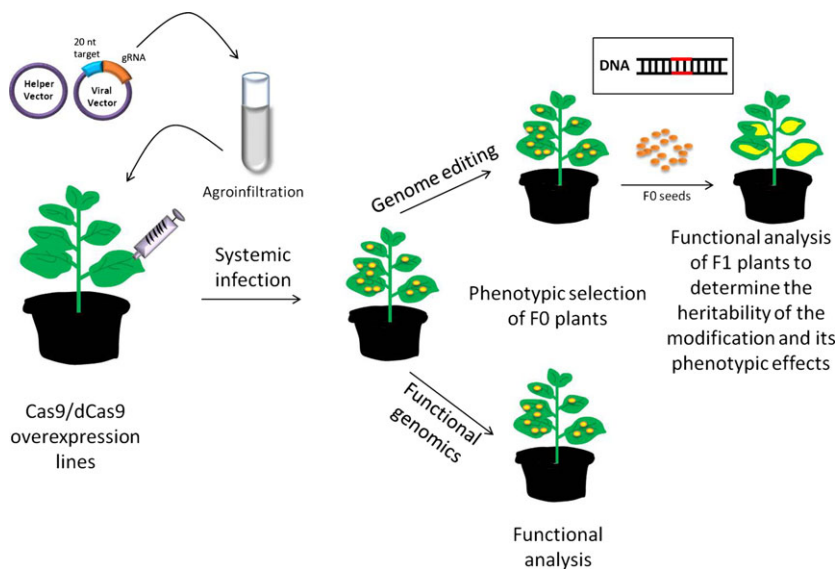 20 nt
target
gRNA
Helper
Vector
Viral
Vector
Agroinfiltration
Cas9/dCas9
overexpression
lines
Systemic
infection
Genome editing
Functional
genomics
DNA
Phenotypic selection
of F0 plants
F0 seeds
Functional analysis
of F1 plants to
determine the
heritability of the
modification and its
phenotypic effects
Functional
analysis